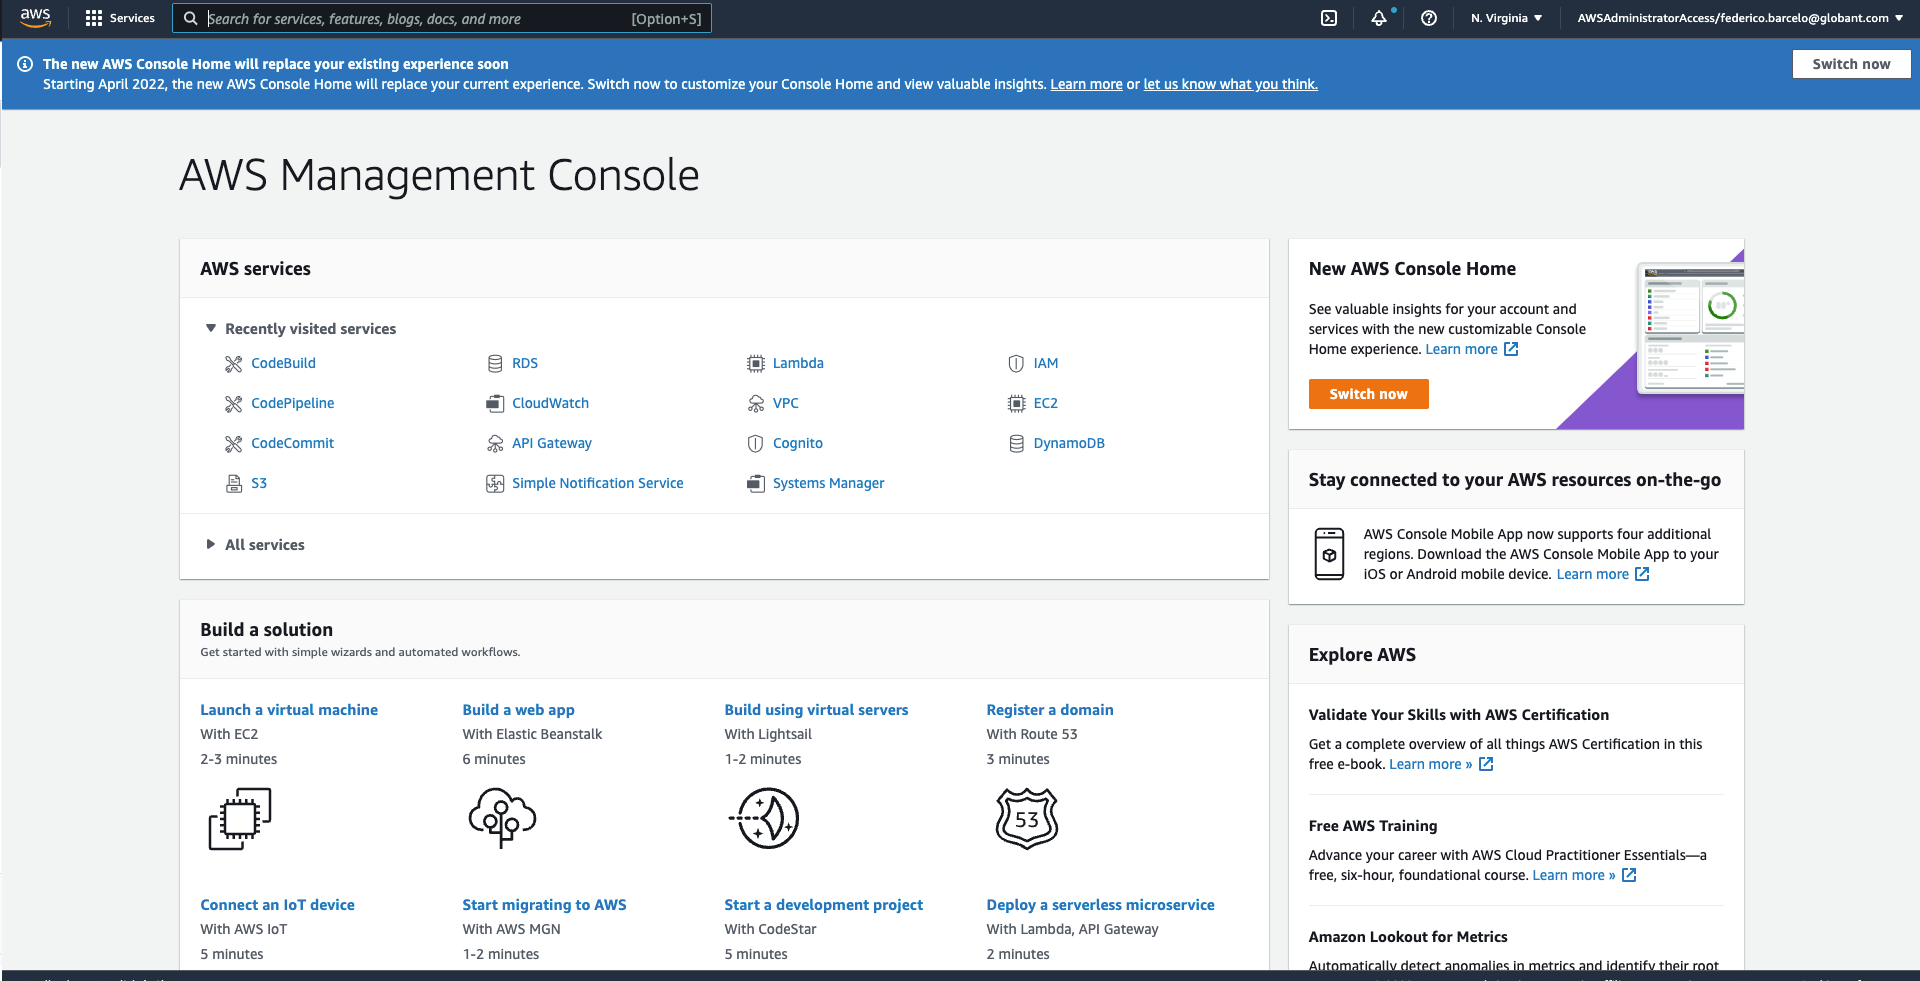 aws
Services
Search for services, features, blogs, docs, and more
[Option+S]
N. Virginia
AWSAdministratorAccess/federico.barcelo@globant.com
The new AWS Console Home will replace your existing experience soon
Starting April 2022, the new AWS Console Home will replace your current experience. Switch now to customize your Console Home and view valuable insights. Learn more or let us know what you think.
Switch now
AWS Management Console
AWS services
Recently visited services
CodeBuild
RDS
Lambda
IAM
CodePipeline
CloudWatch
VPC
EC2
CodeCommit
API Gateway
Cognito
DynamoDB
S3
Simple Notification Service
Systems Manager
All services
Build a solution
Get started with simple wizards and automated workflows.
Launch a virtual machine
With EC2
2-3 minutes
Build a web app
With Elastic Beanstalk
6 minutes
Build using virtual servers
With Lightsail
1-2 minutes
Register a domain
With Route 53
3 minutes
53
Connect an IoT device
With AWS IoT
5 minutes
Start migrating to AWS
With AWS MGN
1-2 minutes
Start a development project
With CodeStar
5 minutes
Deploy a serverless microservice
With Lambda, API Gateway
2 minutes
New AWS Console Home
See valuable insights for your account and
services with the new customizable Console
Home experience. Learn more
Switch now
Stay connected to your AWS resources on-the-go
AWS Console Mobile App now supports four additional
regions. Download the AWS Console Mobile App to your
iOS or Android mobile device. Learn more
Explore AWS
Validate Your Skills with AWS Certification
Get a complete overview of all things AWS Certification in this
free e-book. Learn more »
Free AWS Training
Advance your career with AWS Cloud Practitioner Essentials—a
free, six-hour, foundational course. Learn more »
Amazon Lookout for Metrics
Automatically detect anomalies in metrics and identify their root